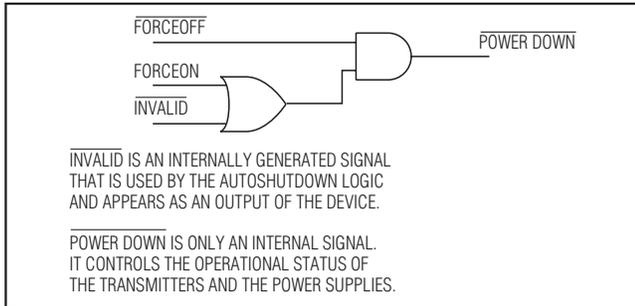 FORCEOFF
POWER DOWN
FORCEON
INVALID
INVALID IS AN INTERNALLY GENERATED SIGNAL
THAT IS USED BY THE AUTOSHUTDOWN LOGIC
AND APPEARS AS AN OUTPUT OF THE DEVICE.
POWER DOWN IS ONLY AN INTERNAL SIGNAL.
IT CONTROLS THE OPERATIONAL STATUS OF
THE TRANSMITTERS AND THE POWER SUPPLIES.